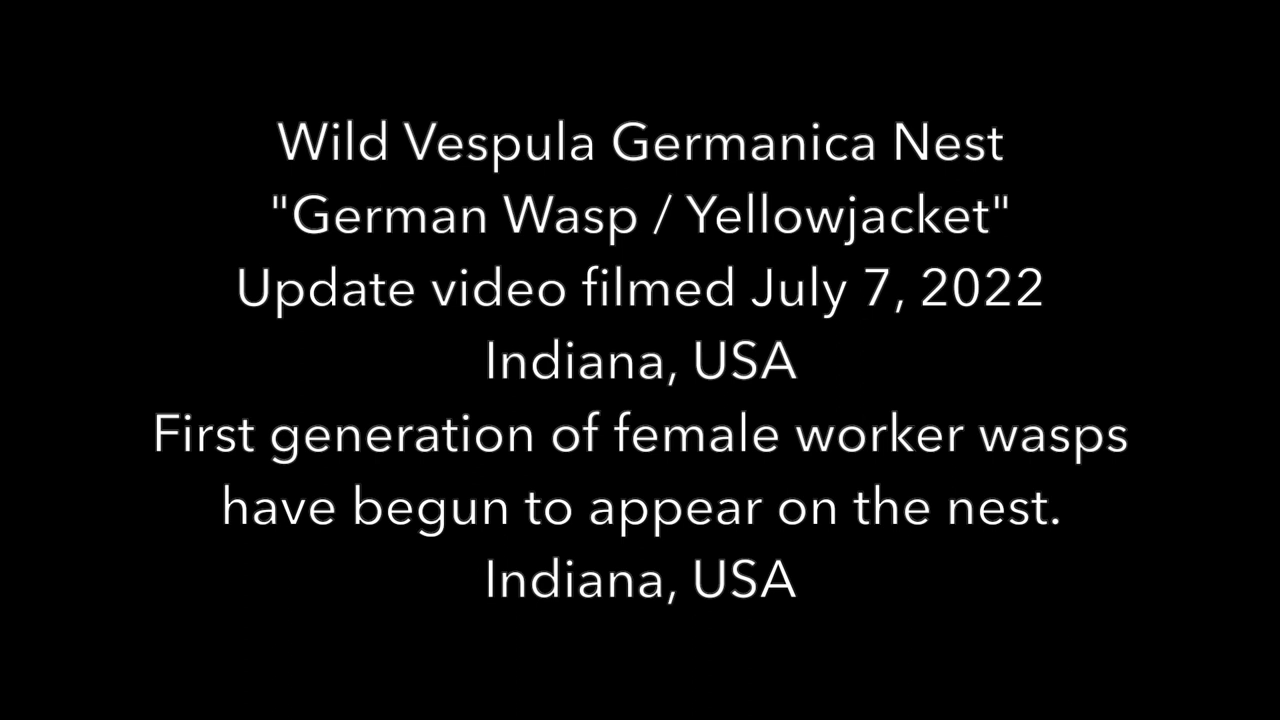 Wild Vespula Germanica Nest
"German Wasp / Yellowjacket"
Update video filmed July 7, 2022
Indiana, USA
First generation of female worker wasps
have begun to appear on the nest.
Indiana, USA